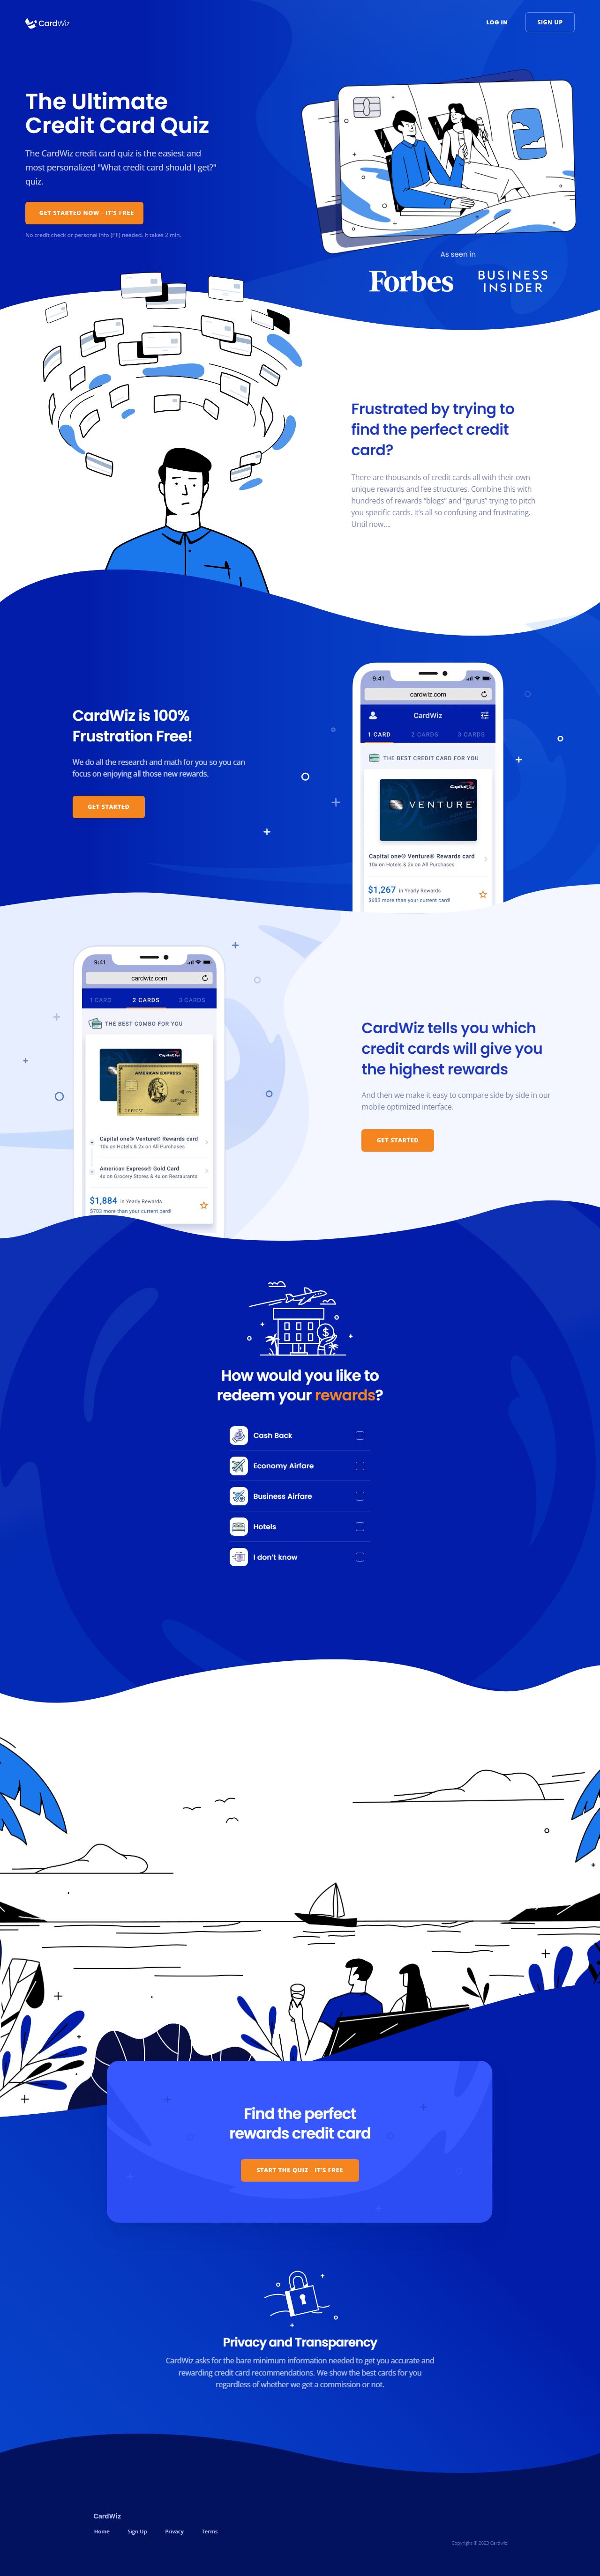 CardWiz
LOG IN
SIGN UP
The Ultimate
Credit Card Quiz
The CardWiz credit card quiz is the easiest and
most personalized "What credit card should I get?"
quiz.
GET STARTED NOW - IT'S FREE
No credit check or personal info (PII) needed. It takes 2 min.
As seen in
Forbes
BUSINESS
INSIDER
Frustrated by trying to
find the perfect credit
card?
There are thousands of credit cards all with their own
unique rewards and fee structures. Combine this with
hundreds of rewards "blogs" and "gurus" trying to pitch
you specific cards. It's all so confusing and frustrating.
Until now....
CardWiz is 100%
Frustration Free!
We do all the research and math for you so you can
focus on enjoying all those new rewards.
GET STARTED
9:41
cardwiz.com
CardWiz
1 CARD
2 CARDS
3 CARDS
THE BEST CREDIT CARD FOR YOU
Capital One
VENTURE
Capital one® Venture® Rewards card
10x on Hotels & 2x on All Purchases
$1,267 in Yearly Rewards
$603 more than your current card!
9:41
cardwiz.com
1 CARD
2 CARDS
3 CARDS
THE BEST COMBO FOR YOU
Capital One
AMERICAN EXPRESS
Capital one® Venture® Rewards card
10x on Hotels & 2x on All Purchases
American Express® Gold Card
4x on Grocery Stores & 4x on Restaurants
$1,884 in Yearly Rewards
$703 more than your current card!
CardWiz tells you which
credit cards will give you
the highest rewards
And then we make it easy to compare side by side in our
mobile optimized interface.
GET STARTED
How would you like to
redeem your rewards?
Cash Back
Economy Airfare
Business Airfare
Hotels
I don't know
Find the perfect
rewards credit card
START THE QUIZ - IT'S FREE
Privacy and Transparency
CardWiz asks for the bare minimum information needed to get you accurate and
rewarding credit card recommendations. We show the best cards for you
regardless of whether we get a commission or not.
CardWiz
Home
Sign Up
Privacy
Terms
Copyright © 2023 Cardwiz